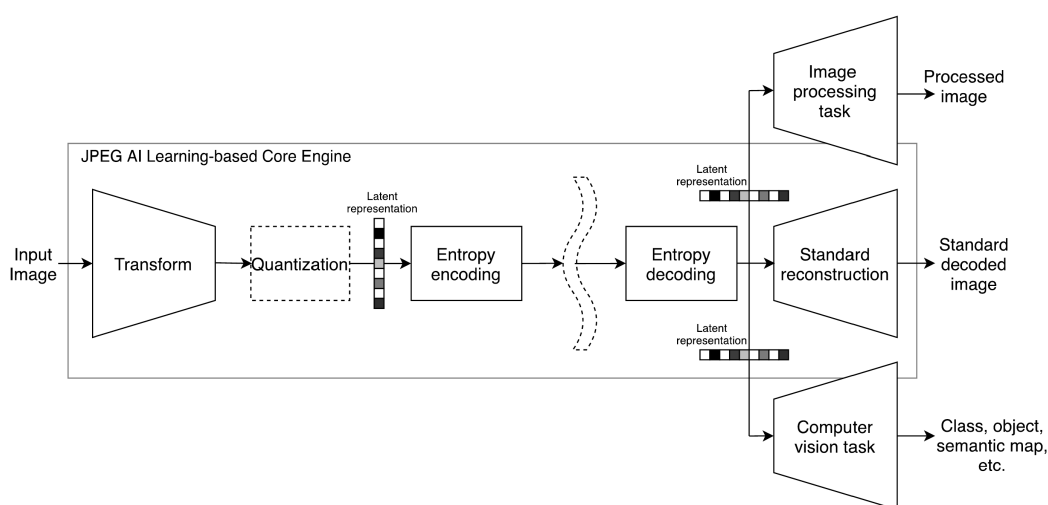 Image
processing
task
Processed
image
JPEG AI Learning-based Core Engine
Latent
representation
Latent
representation
Input
Image
Transform
Quantization
Entropy
encoding
Entropy
decoding
Standard
reconstruction
Standard
decoded
image
Latent
representation
Computer
vision task
Class, object,
semantic map,
etc.